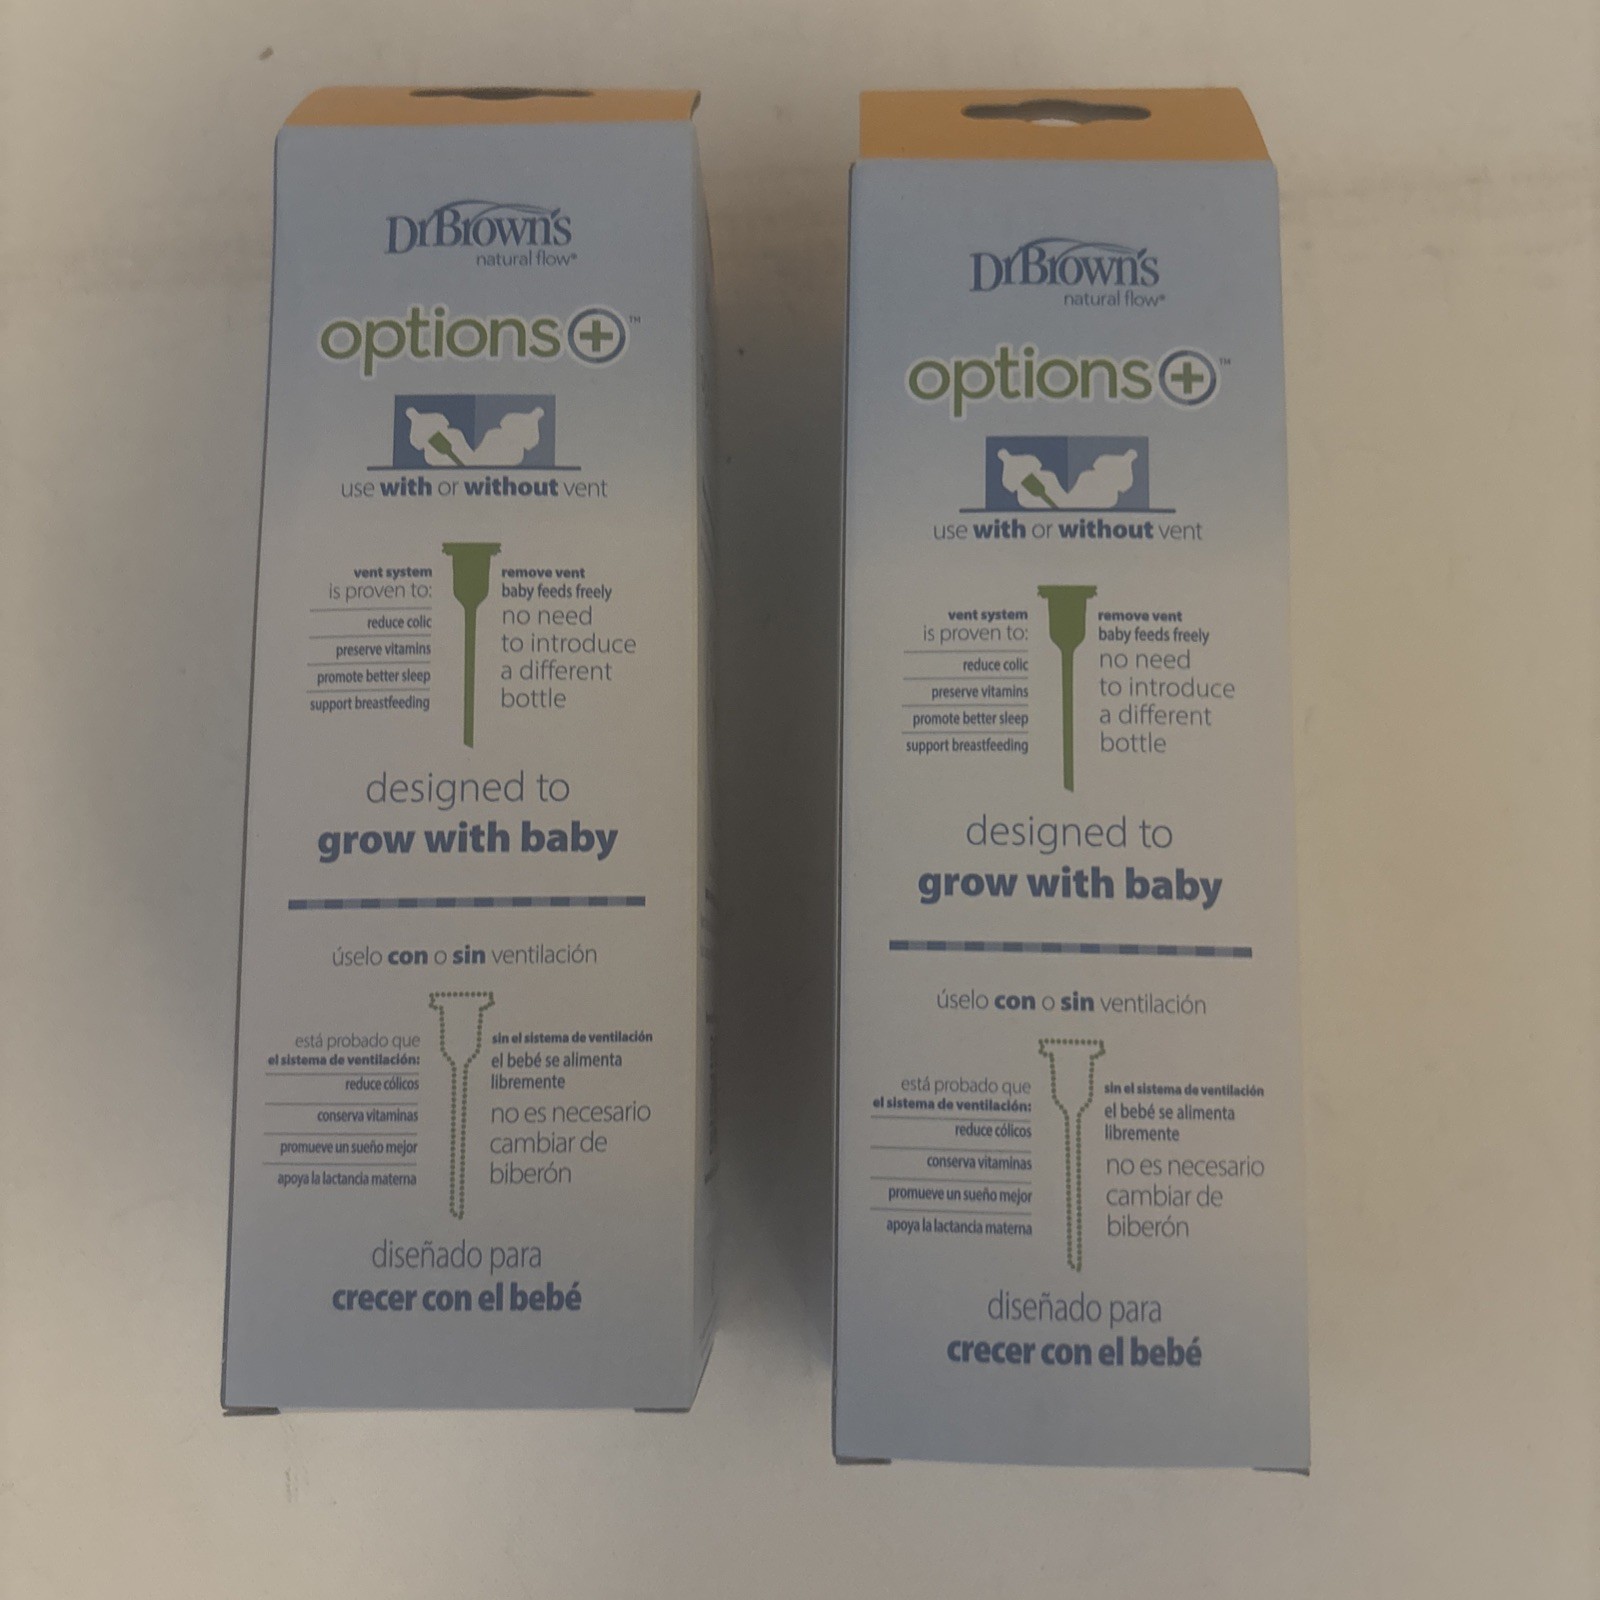 DrBrown's
natural flow®
options+™
use with or without vent
vent system
is proven to:
reduce colic
preserve vitamins
promote better sleep
support breastfeeding
remove vent
baby feeds freely
no need
to introduce
a different
bottle
designed to
grow with baby
úselo con o sin ventilación
está probado que
el sistema de ventilación:
reduce cólicos
conserva vitaminas
promueve un sueño mejor
apoya la lactancia materna
sin el sistema de ventilación
el bebé se alimenta
libremente
no es necesario
cambiar de
biberón
diseñado para
crecer con el bebé
DrBrown's
natural flow®
options+™
use with or without vent
vent system
is proven to:
reduce colic
preserve vitamins
promote better sleep
support breastfeeding
remove vent
baby feeds freely
no need
to introduce
a different
bottle
designed to
grow with baby
úselo con o sin ventilación
está probado que
el sistema de ventilación:
reduce cólicos
conserva vitaminas
promueve un sueño mejor
apoya la lactancia materna
sin el sistema de ventilación
el bebé se alimenta
libremente
no es necesario
cambiar de
biberón
diseñado para
crecer con el bebé